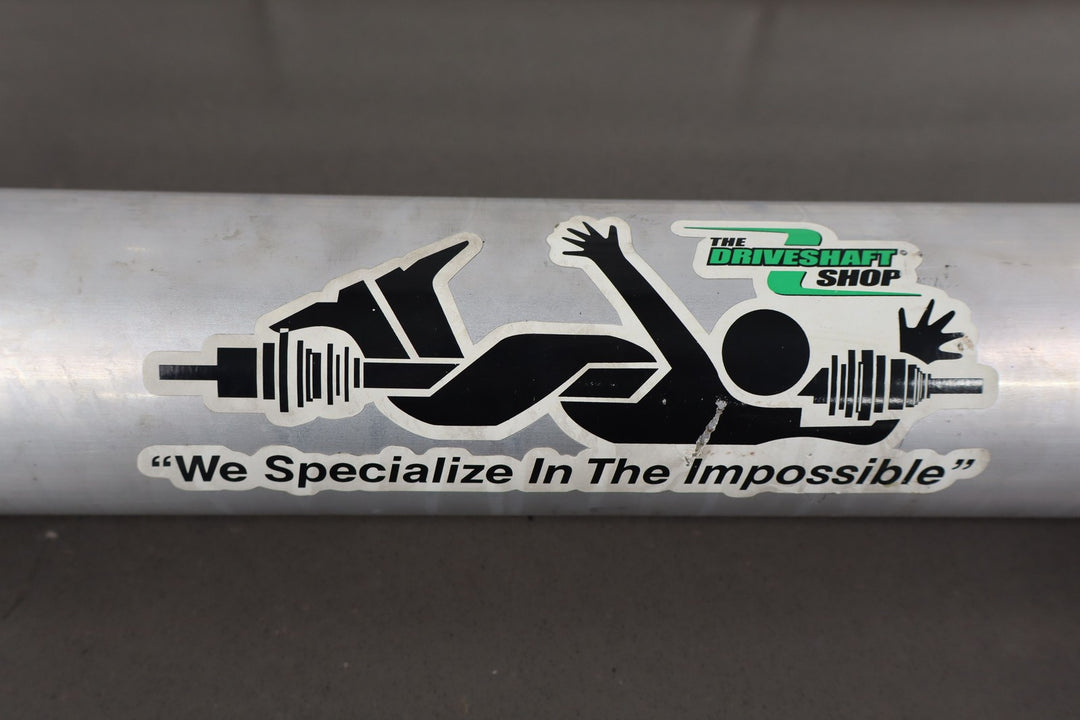 THE
DRIVESHAFT
SHOP
“We Specialize In The Impossible”